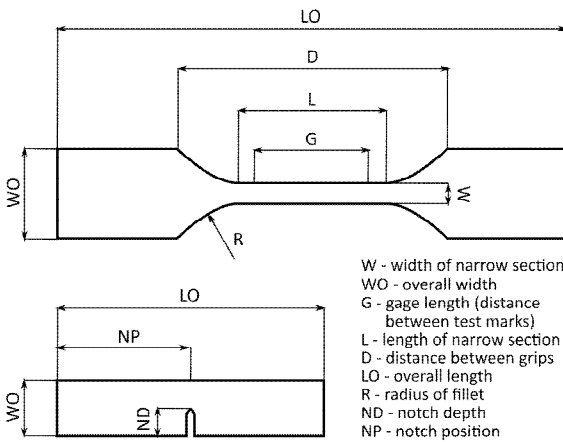 LO
D
L
G
WO
W
R
W - width of narrow section
WO - overall width
G - gage length (distance
between test marks)
L - length of narrow section
D - distance between grips
LO - overall length
R - radius of fillet
ND - notch depth
NP - notch position
LO
NP
WO
ND